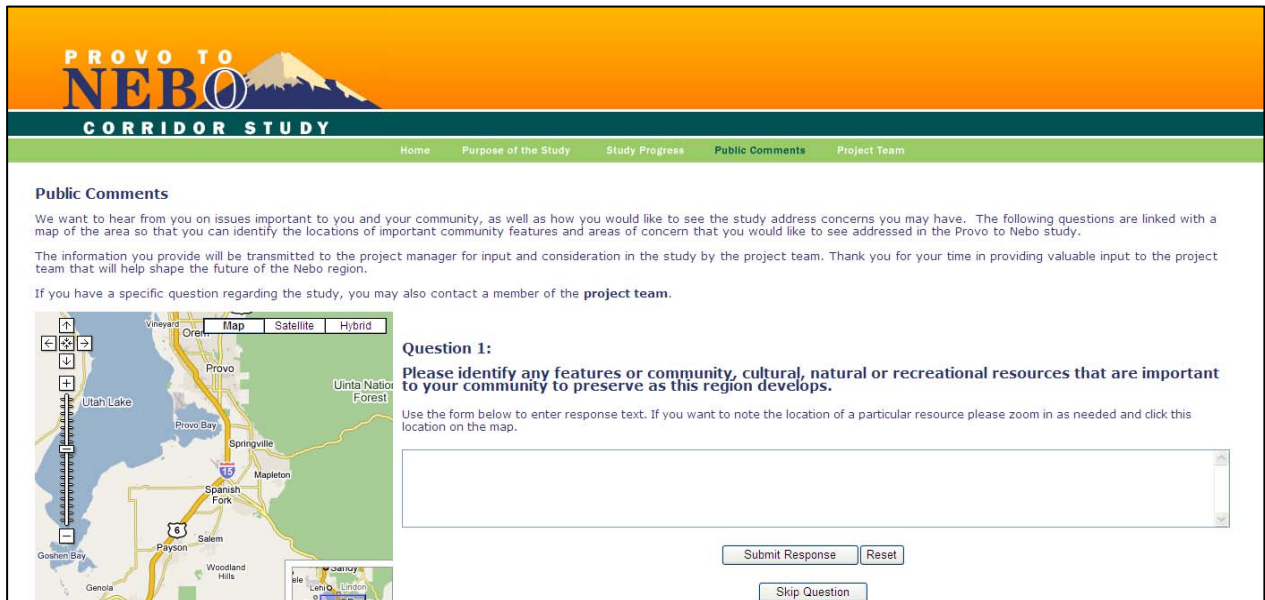 PROVO TO
NEBO
CORRIDOR STUDY
Home Purpose of the Study Study Progress Public Comments Project Team
Public Comments
We want to hear from you on issues important to you and your community, as well as how you would like to see the study address concerns you may have. The following questions are linked with a
map of the area so that you can identify the locations of important community features and areas of concern that you would like to see addressed in the Provo to Nebo study.
The information you provide will be transmitted to the project manager for input and consideration in the study by the project team. Thank you for your time in providing valuable input to the project
team that will help shape the future of the Nebo region.
If you have a specific question regarding the study, you may also contact a member of the project team.
Vineyard
Orem
Map Satellite Hybrid
Provo
Uinta Natio
Forest
Utah Lake
Provo Bay
Springville
15
Mapleton
Spanish
Fork
6
Salem
Payson
Goshen Bay
Woodland
Hills
Genola
Sandy
ele
Lehi
Lindon
Question 1:
Please identify any features or community, cultural, natural or recreational resources that are important
to your community to preserve as this region develops.
Use the form below to enter response text. If you want to note the location of a particular resource please zoom in as needed and click this
location on the map.
Submit Response Reset
Skip Question